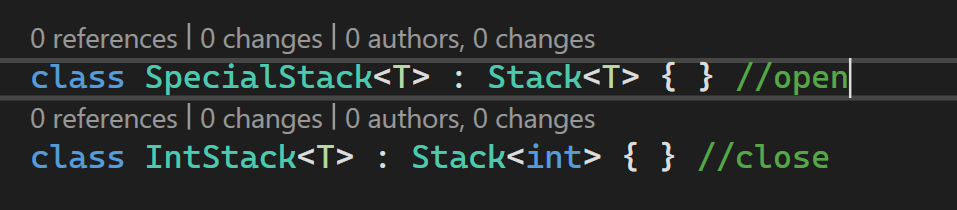 0 references | 0 changes | 0 authors, 0 changes
class SpecialStack<T> : Stack<T> { } //open
0 references | 0 changes | 0 authors, 0 changes
class IntStack<T> : Stack<int> { } //close